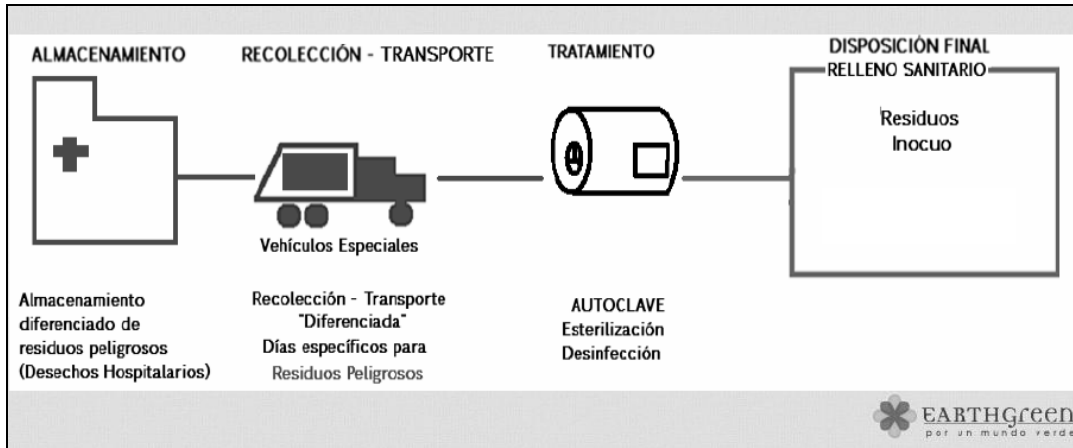 ALMACENAMIENTO
RECOLECCIÓN - TRANSPORTE
TRATAMIENTO
DISPOSICIÓN FINAL
RELLENO SANITARIO
Residuos
Inocuo
Vehículos Especiales
Almacenamiento
diferenciado de
residuos peligrosos
(Desechos Hospitalarios)
Recolección - Transporte
"Diferenciada"
Días específicos para
Residuos Peligrosos
AUTOCLAVE
Esterilización
Desinfección
EARTHGreen
por un mundo verde